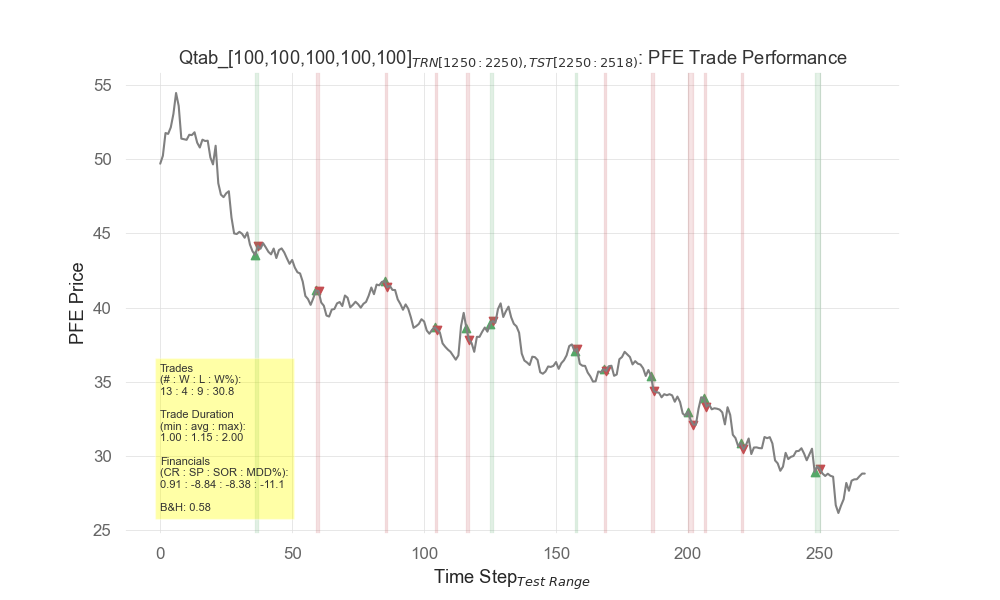 Qtab_[100,100,100,100,100]TRN[1250:2250),TST[2250:2518): PFE Trade Performance
55
50
45
40
35
30
25
PFE Price
Trades
(# : W : L : W%):
13 : 4 : 9 : 30.8
Trade Duration
(min : avg : max):
1.00 : 1.15 : 2.00
Financials
(CR : SP : SOR : MDD%):
0.91 : -8.84 : -8.38 : -11.1
B&H: 0.58
0 50 100 150 200 250
Time StepTest Range